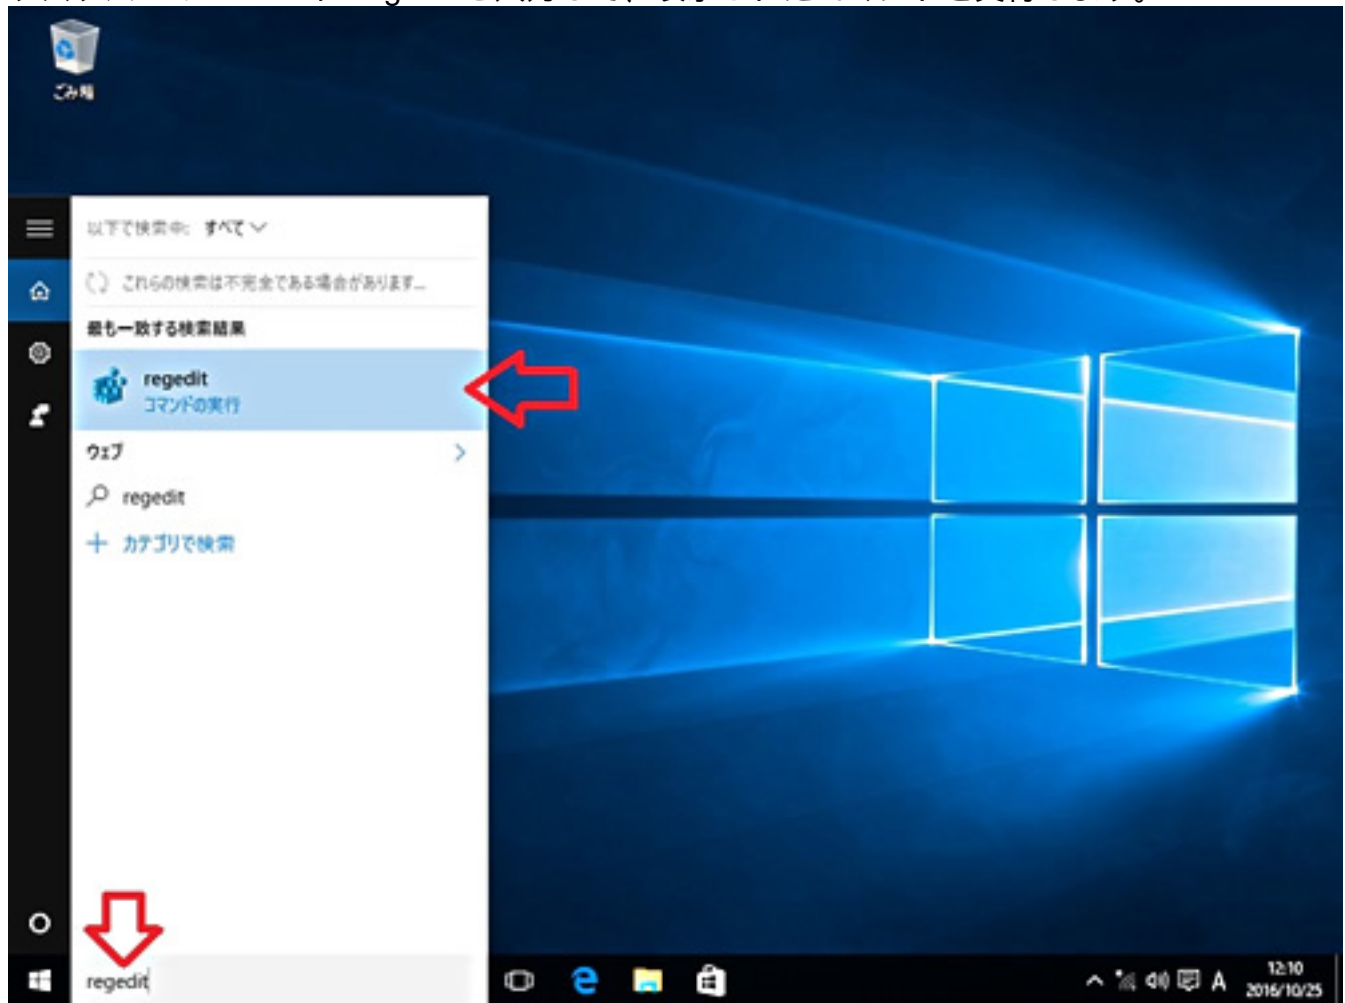 ごみ箱
以下で検索中: すべて
これらの検索は不完全である場合があります...
最も一致する検索結果
regedit
コマンドの実行
ウェブ
regedit
カテゴリで検索
regedit
A
12:10
2016/10/25